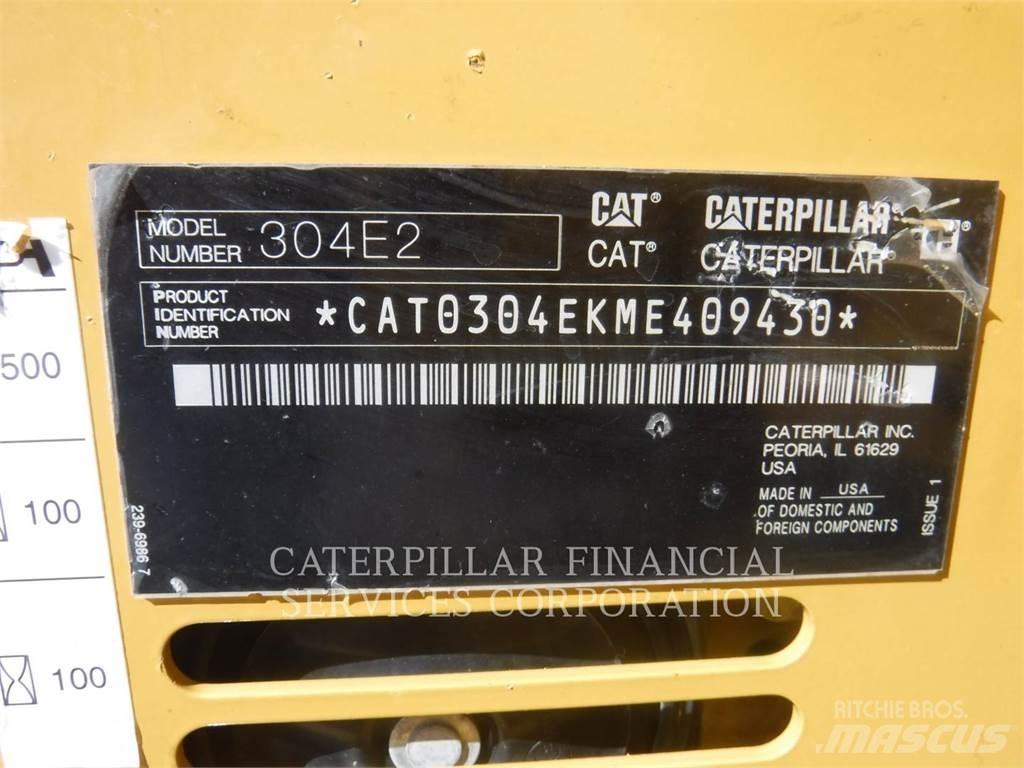 MODEL
NUMBER 304E2
CAT® CATERPILLAR®
CAT® CATERPILLAR®
PRODUCT
IDENTIFICATION
NUMBER
*CAT0304EKME409430*
CATERPILLAR INC.
PEORIA, IL 61629
USA
MADE IN USA
OF DOMESTIC AND
FOREIGN COMPONENTS
ISSUE 1
239-6986 7
500
100
100
CATERPILLAR FINANCIAL
SERVICES CORPORATION
RITCHIE BROS.
MASCUS